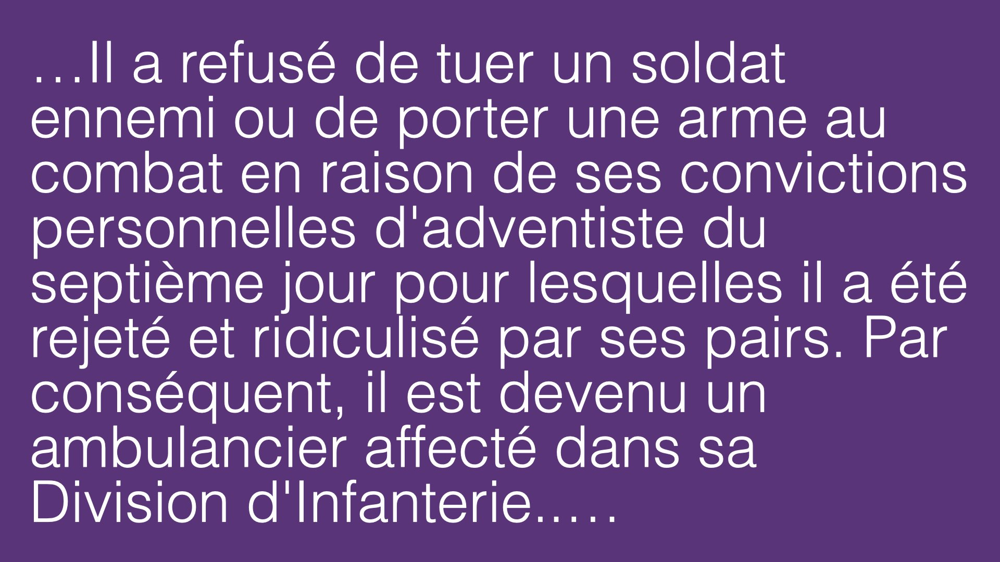 …Il a refusé de tuer un soldat
ennemi ou de porter une arme au
combat en raison de ses convictions
personnelles d'adventiste du
septième jour pour lesquelles il a été
rejeté et ridiculisé par ses pairs. Par
conséquent, il est devenu un
ambulancier affecté dans sa
Division d'Infanterie..…